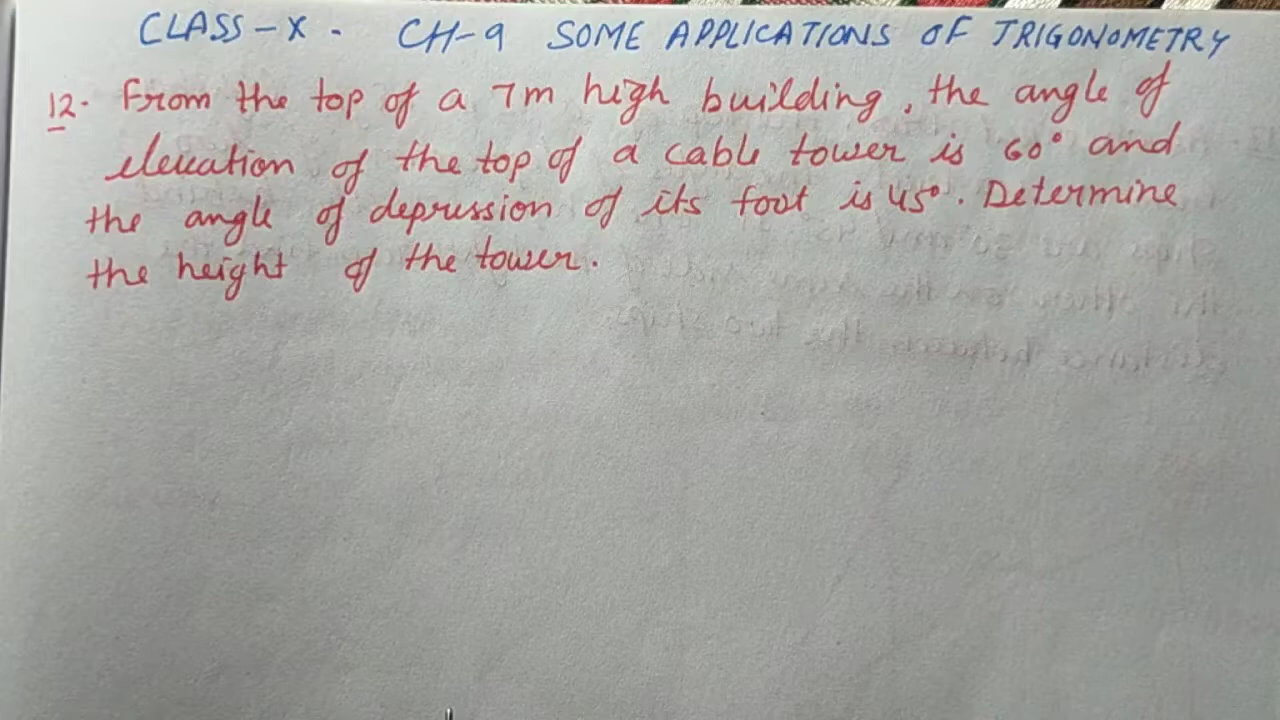 CLASS-X. CH-9 SOME APPLICATIONS OF TRIGONOMETRY
12. From the top of a 7m high building, the angle of
elevation of the top of a cable tower is 60° and
the angle of depression of its foot is 45°. Determine
the height of the tower.